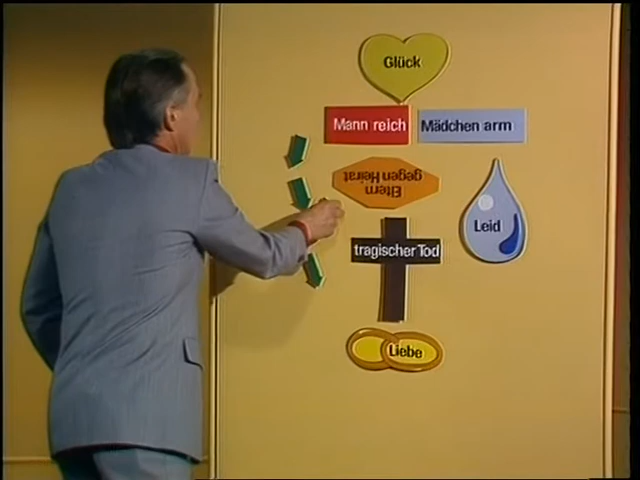 Glück
Mann reich
Mädchen arm
Eltern
gegen Heirat
Leid
tragischer Tod
Liebe